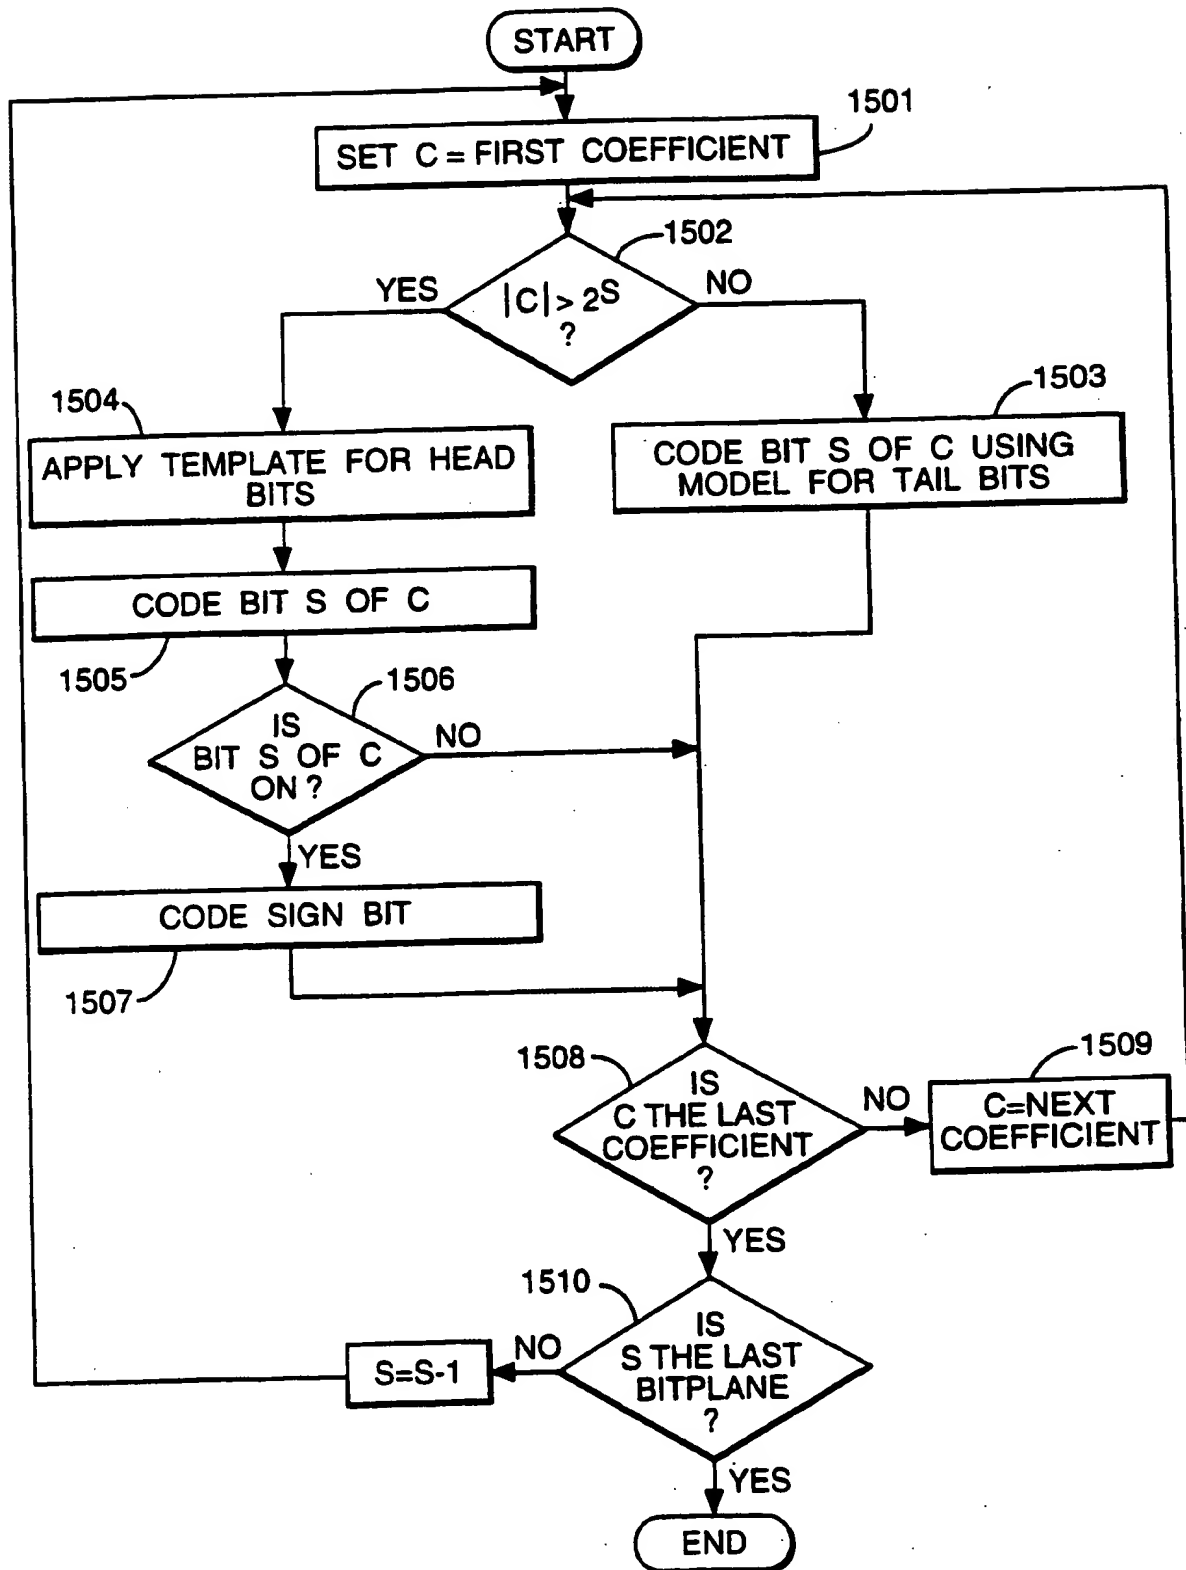 START
1501
SET C = FIRST COEFFICIENT
1502
YES
|C| > 2^S
?
NO
1504
1503
APPLY TEMPLATE FOR HEAD
BITS
CODE BIT S OF C USING
MODEL FOR TAIL BITS
CODE BIT S OF C
1505
1506
IS
BIT S OF C
ON ?
NO
YES
CODE SIGN BIT
1507
1508
IS
C THE LAST
COEFFICIENT
?
NO
1509
C=NEXT
COEFFICIENT
YES
1510
IS
S THE LAST
BITPLANE
?
NO
S=S-1
YES
END